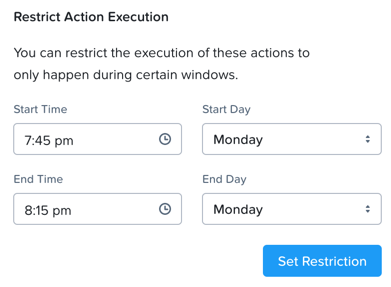 Restrict Action Execution
You can restrict the execution of these actions to
only happen during certain windows.
Start Time
Start Day
7:45 pm
Monday
End Time
End Day
8:15 pm
Monday
Set Restriction